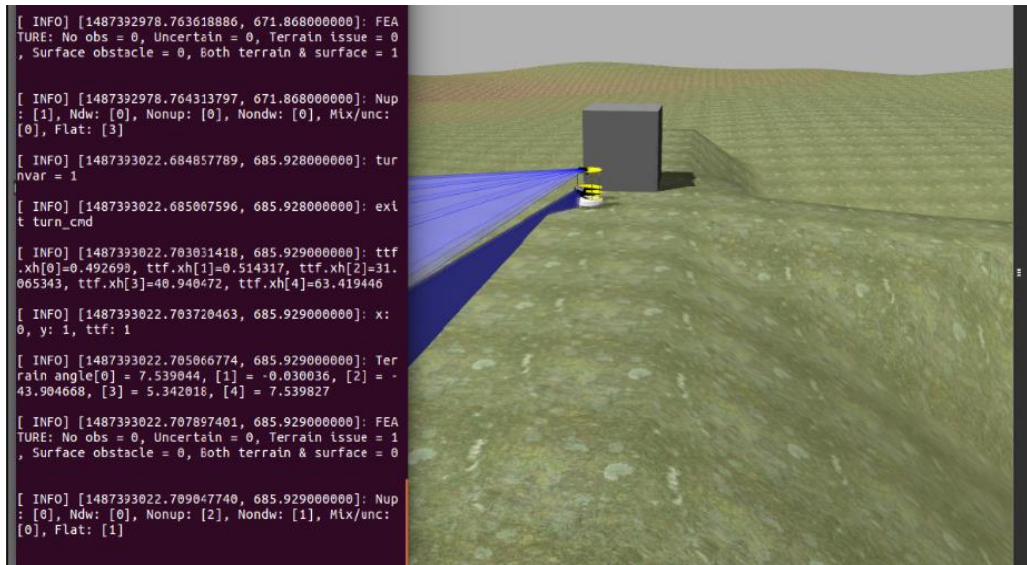 [ INFO] [1487392978.763618886, 671.868000000]: FEA
TURE: No obs = 0, Uncertain = 0, Terrain issue = 0
, Surface obstacle = 0, Both terrain & surface = 1
[ INFO] [1487392978.764313797, 671.868000000]: Nup
: [1], Ndw: [0], Nonup: [0], Nondw: [0], Mix/unc:
[0], Flat: [3]
[ INFO] [1487393022.684857789, 685.928000000]: tur
nvar = 1
[ INFO] [1487393022.685067596, 685.928000000]: exi
t turn_cmd
[ INFO] [1487393022.703031418, 685.929000000]: ttf
.xh[0]=0.492690, ttf.xh[1]=0.514317, ttf.xh[2]=31.
065343, ttf.xh[3]=40.940472, ttf.xh[4]=63.419446
[ INFO] [1487393022.703720463, 685.929000000]: x:
0, y: 1, ttf: 1
[ INFO] [1487393022.705066774, 685.929000000]: Ter
rain angle[0] = 7.539044, [1] = -0.030036, [2] = -
43.904668, [3] = 5.342018, [4] = 7.539827
[ INFO] [1487393022.707897401, 685.929000000]: FEA
TURE: No obs = 0, Uncertain = 0, Terrain issue = 1
, Surface obstacle = 0, Both terrain & surface = 0
[ INFO] [1487393022.709047740, 685.929000000]: Nup
: [0], Ndw: [0], Nonup: [2], Nondw: [1], Mix/unc:
[0], Flat: [1]